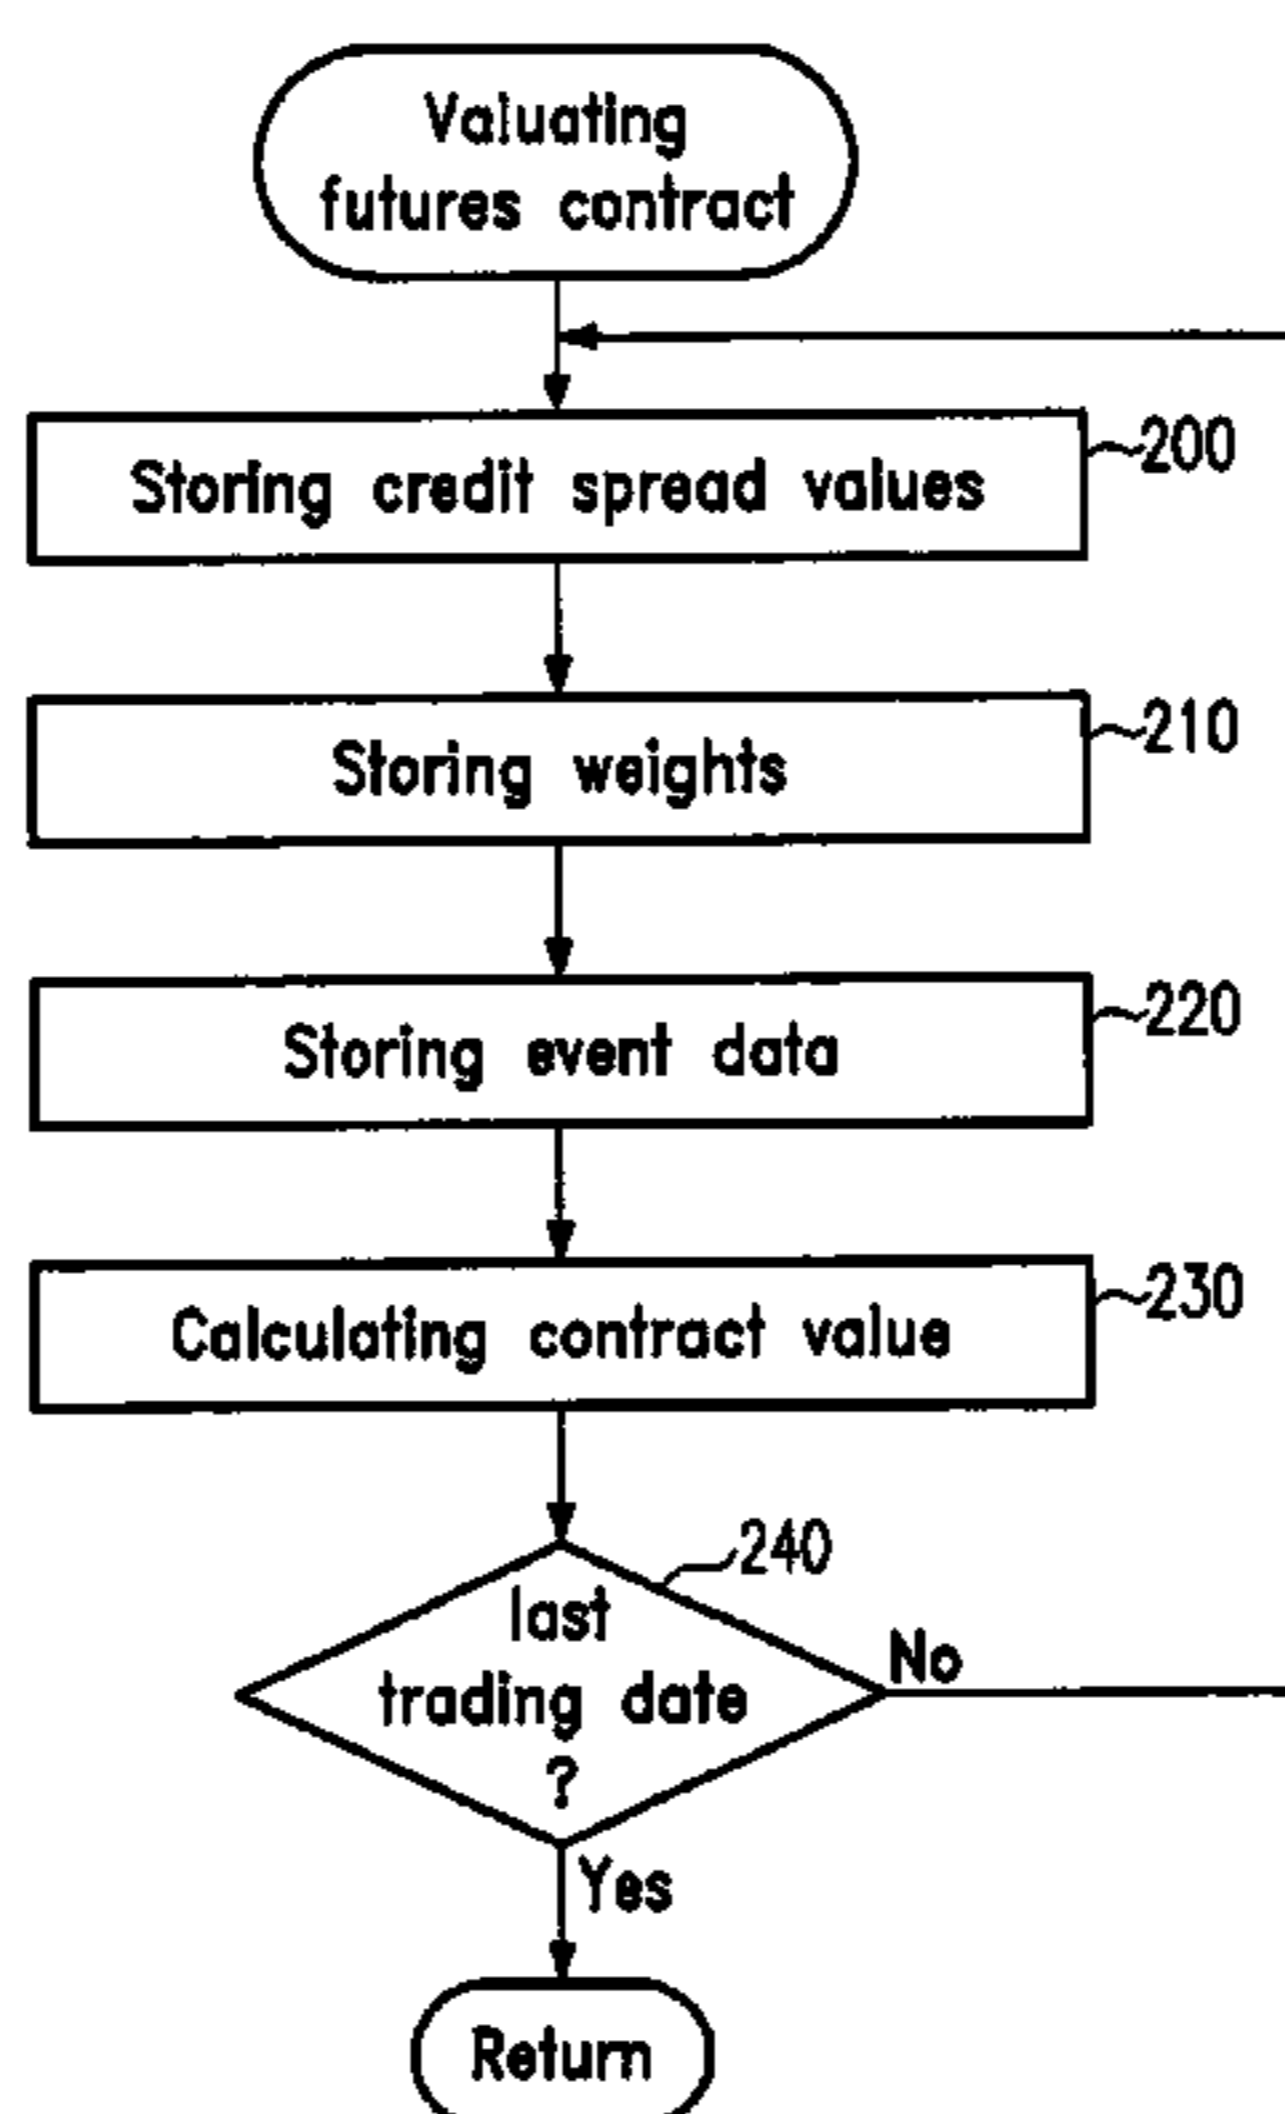 Valuating
futures contract
Storing credit spread values
200
Storing weights
210
Storing event data
220
Calculating contract value
230
240
last
trading date
?
No
Yes
Return